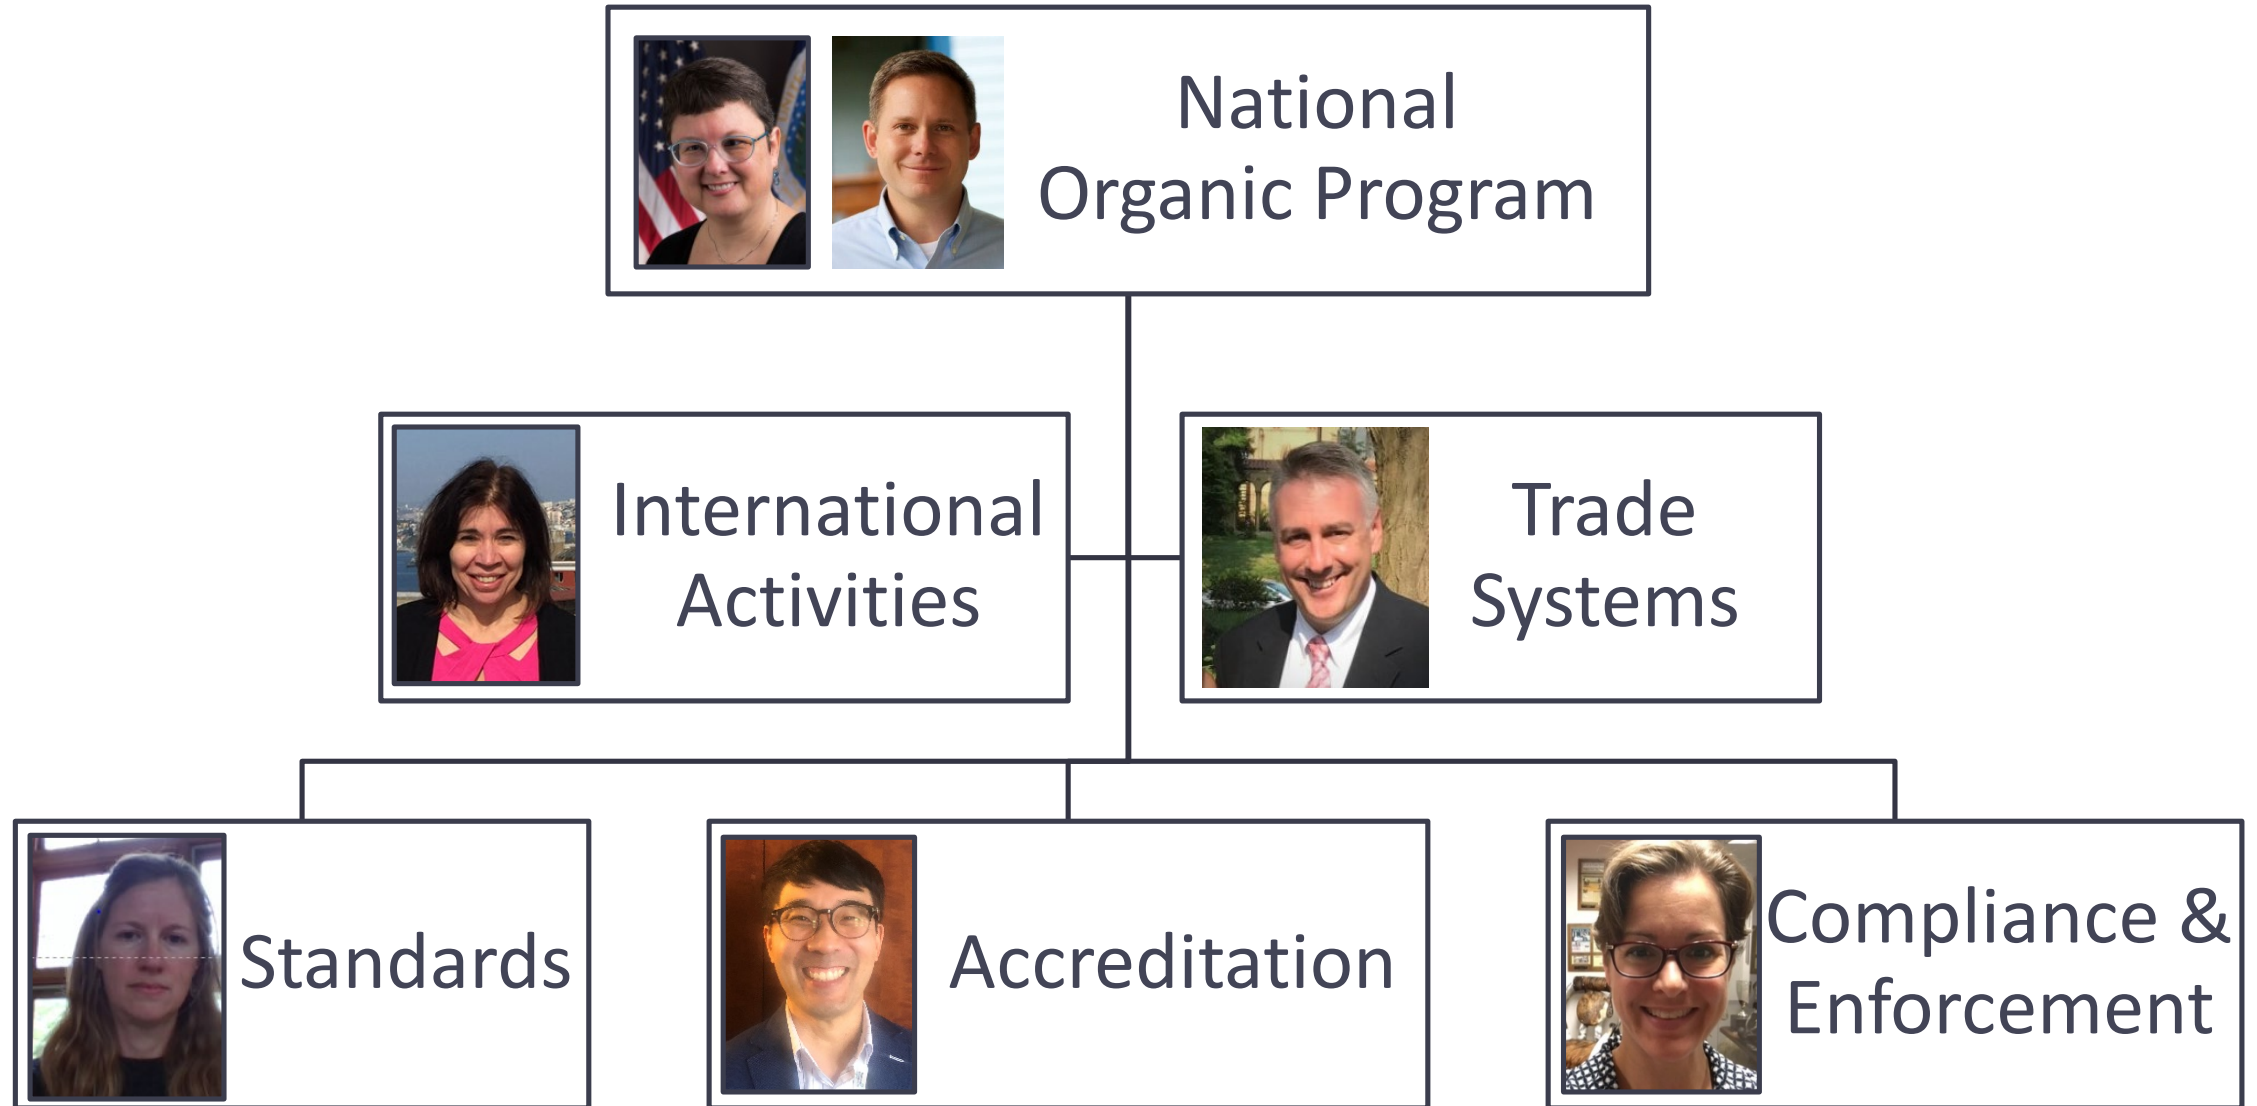 National
Organic Program
International
Activities
Trade
Systems
Standards
Accreditation
Compliance &
Enforcement